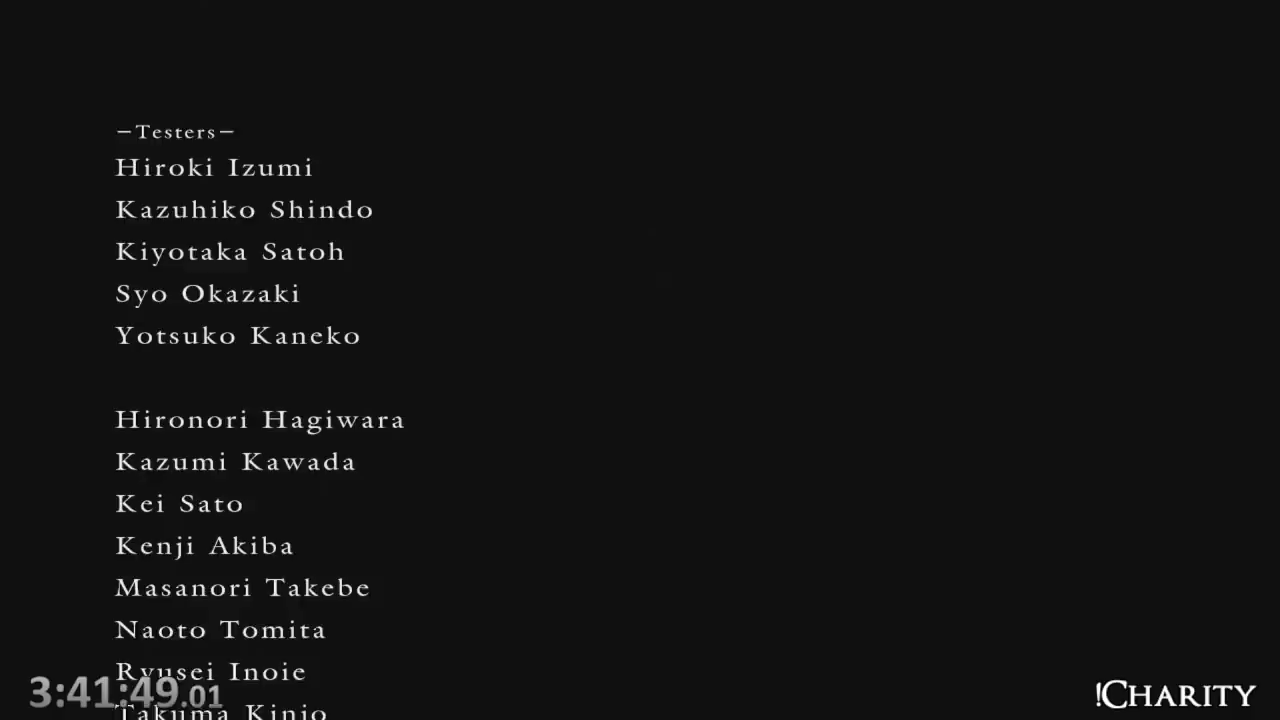 —Testers—
Hiroki Izumi
Kazuhiko Shindo
Kiyotaka Satoh
Syo Okazaki
Yotsuko Kaneko
Hironori Hagiwara
Kazumi Kawada
Kei Sato
Kenji Akiba
Masanori Takebe
Naoto Tomita
Ryusei Inoie
3:41:49.01
Takuma Kinjo
!CHARITY